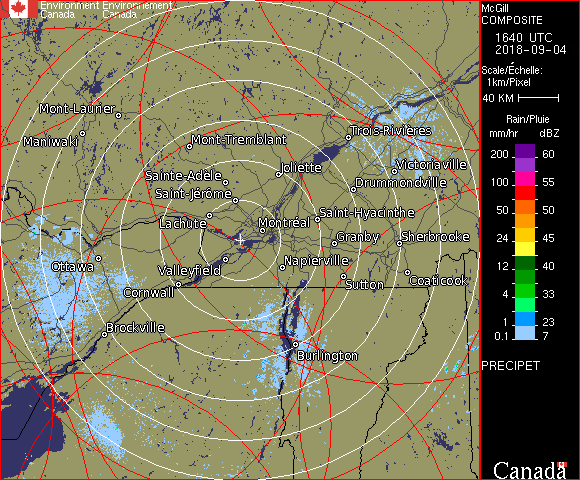 Environment Environnement
Canada Canada
McGill
COMPOSITE
1640 UTC
2018-09-04
Scale/Échelle:
1km/Pixel
40 KM
Rain/Pluie
mm/hr dBZ
200 60
150 55
100 55
50 50
24 45
12 40
4 33
1 23
0.1 7
PRECIPET
Mont-Laurier
Maniwaki
Mont-Tremblant
Trois-Rivières
Joliette
Victoriaville
Sainte-Adèle
Drummondville
Saint-Jérôme
Lachute
Saint-Hyacinthe
Montréal
Granby
Sherbrooke
Ottawa
Valleyfield
Napierville
Cornwall
Sutton
Coaticook
Brockville
Burlington
Canada